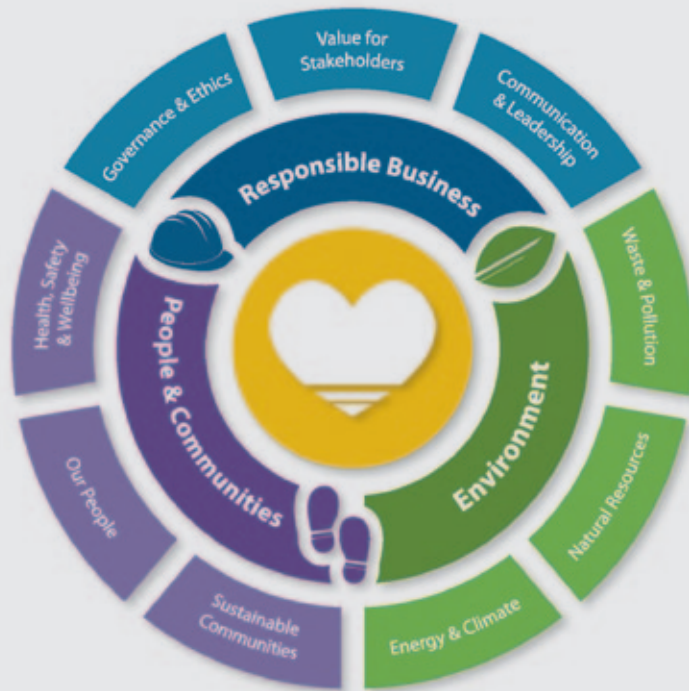 Value for
Stakeholders
Communication
& Leadership
Waste & Pollution
Natural Resources
Energy & Climate
Sustainable
Communities
Our People
Health, Safety
& Wellbeing
Governance & Ethics
Responsible Business
Environment
People & Communities